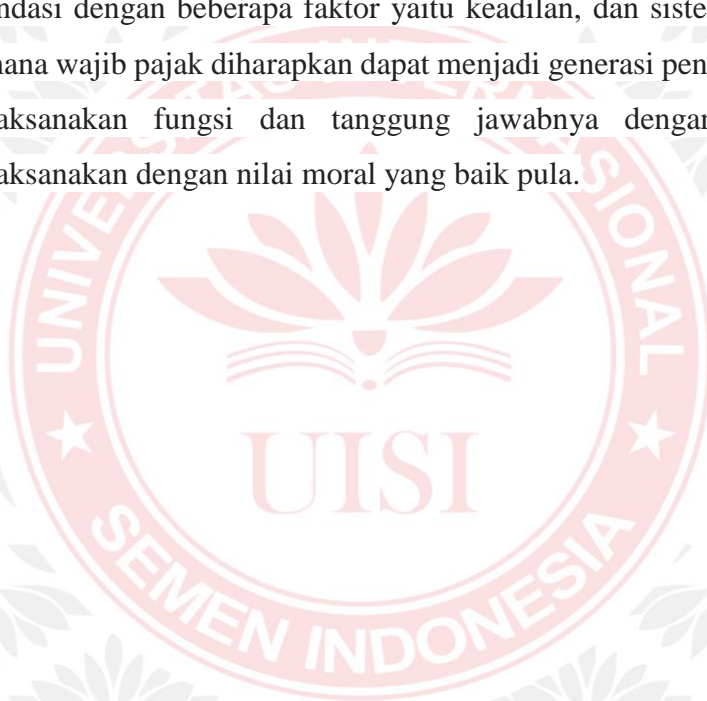 ndasi dengan beberapa faktor yaitu keadilan, dan siste
nana wajib pajak diharapkan dapat menjadi generasi pen
aksanakan fungsi dan tanggung jawabnya dengan
aksanakan dengan nilai moral yang baik pula.
UNIVERSITAS INTERNASIONAL
UISI
SEMEN INDONESIA